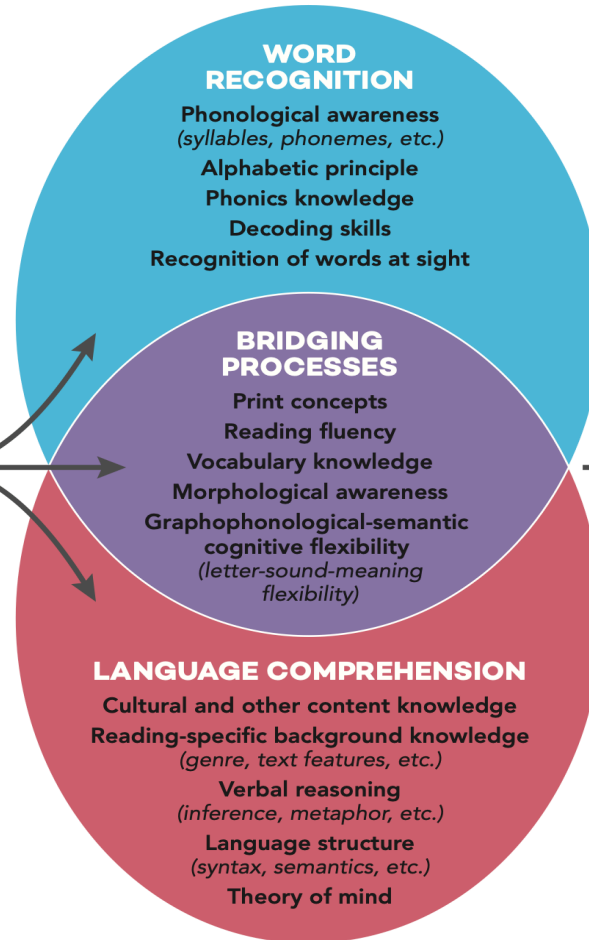 WORD
RECOGNITION
Phonological awareness
(syllables, phonemes, etc.)
Alphabetic principle
Phonics knowledge
Decoding skills
Recognition of words at sight
BRIDGING
PROCESSES
Print concepts
Reading fluency
Vocabulary knowledge
Morphological awareness
Graphophonological-semantic
cognitive flexibility
(letter-sound-meaning
flexibility)
LANGUAGE COMPREHENSION
Cultural and other content knowledge
Reading-specific background knowledge
(genre, text features, etc.)
Verbal reasoning
(inference, metaphor, etc.)
Language structure
(syntax, semantics, etc.)
Theory of mind